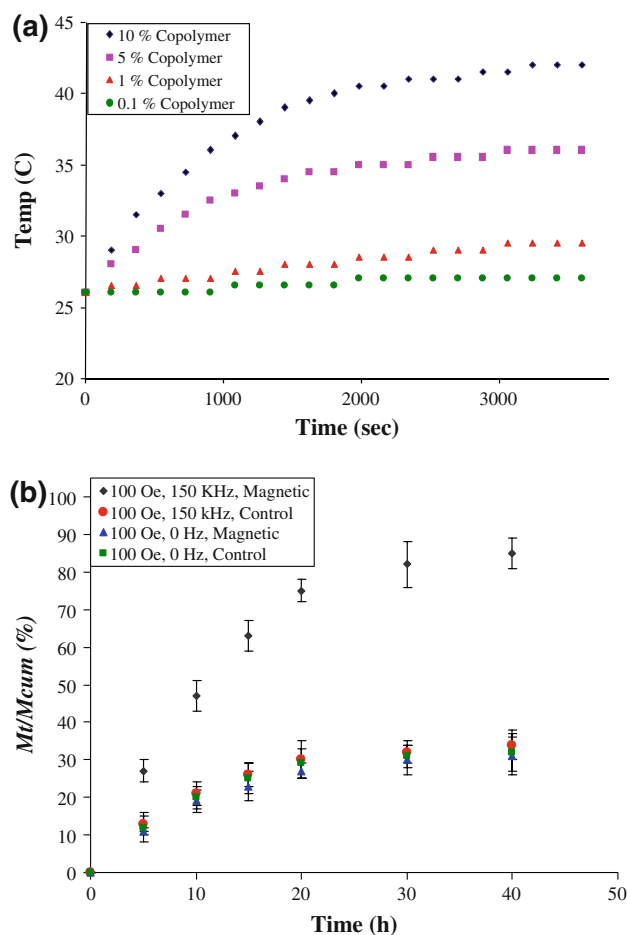 (a)
10 % Copolymer
5 % Copolymer
1 % Copolymer
0.1 % Copolymer
Temp (C)
45
40
35
30
25
20
0
1000
2000
3000
Time (sec)
(b)
100 Oe, 150 KHz, Magnetic
100 Oe, 150 kHz, Control
100 Oe, 0 Hz, Magnetic
100 Oe, 0 Hz, Control
Mt/Mcum (%)
100
90
80
70
60
50
40
30
20
10
0
0
10
20
30
40
50
Time (h)